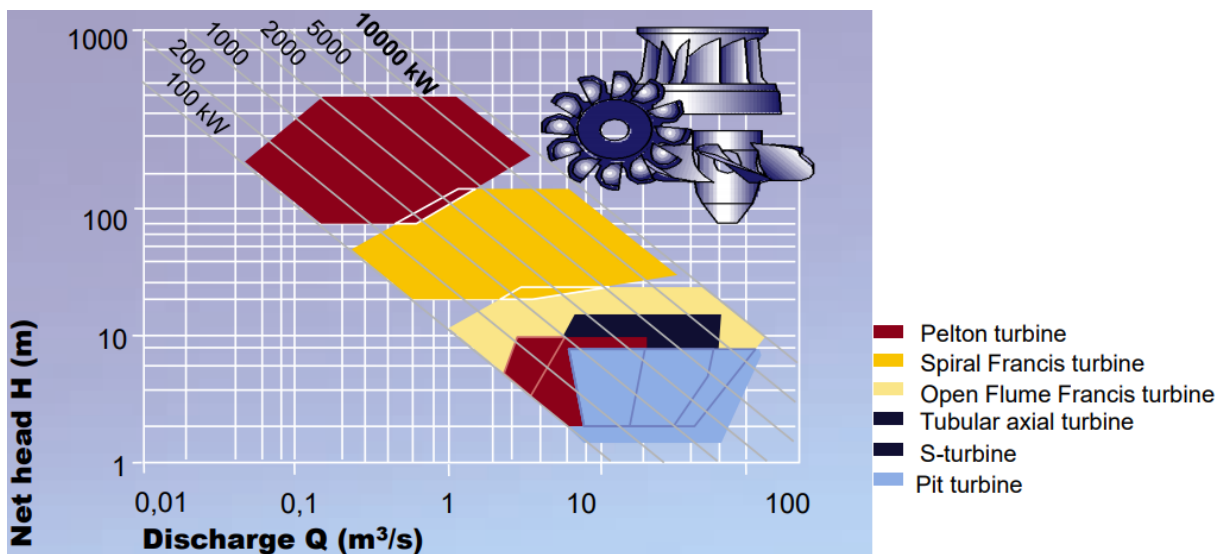 1000
100
10
1
Net head H (m)
100 kW
200
1000
2000
5000
10000 kW
0,01
0,1
1
10
100
Discharge Q (m³/s)
Pelton turbine
Spiral Francis turbine
Open Flume Francis turbine
Tubular axial turbine
S-turbine
Pit turbine